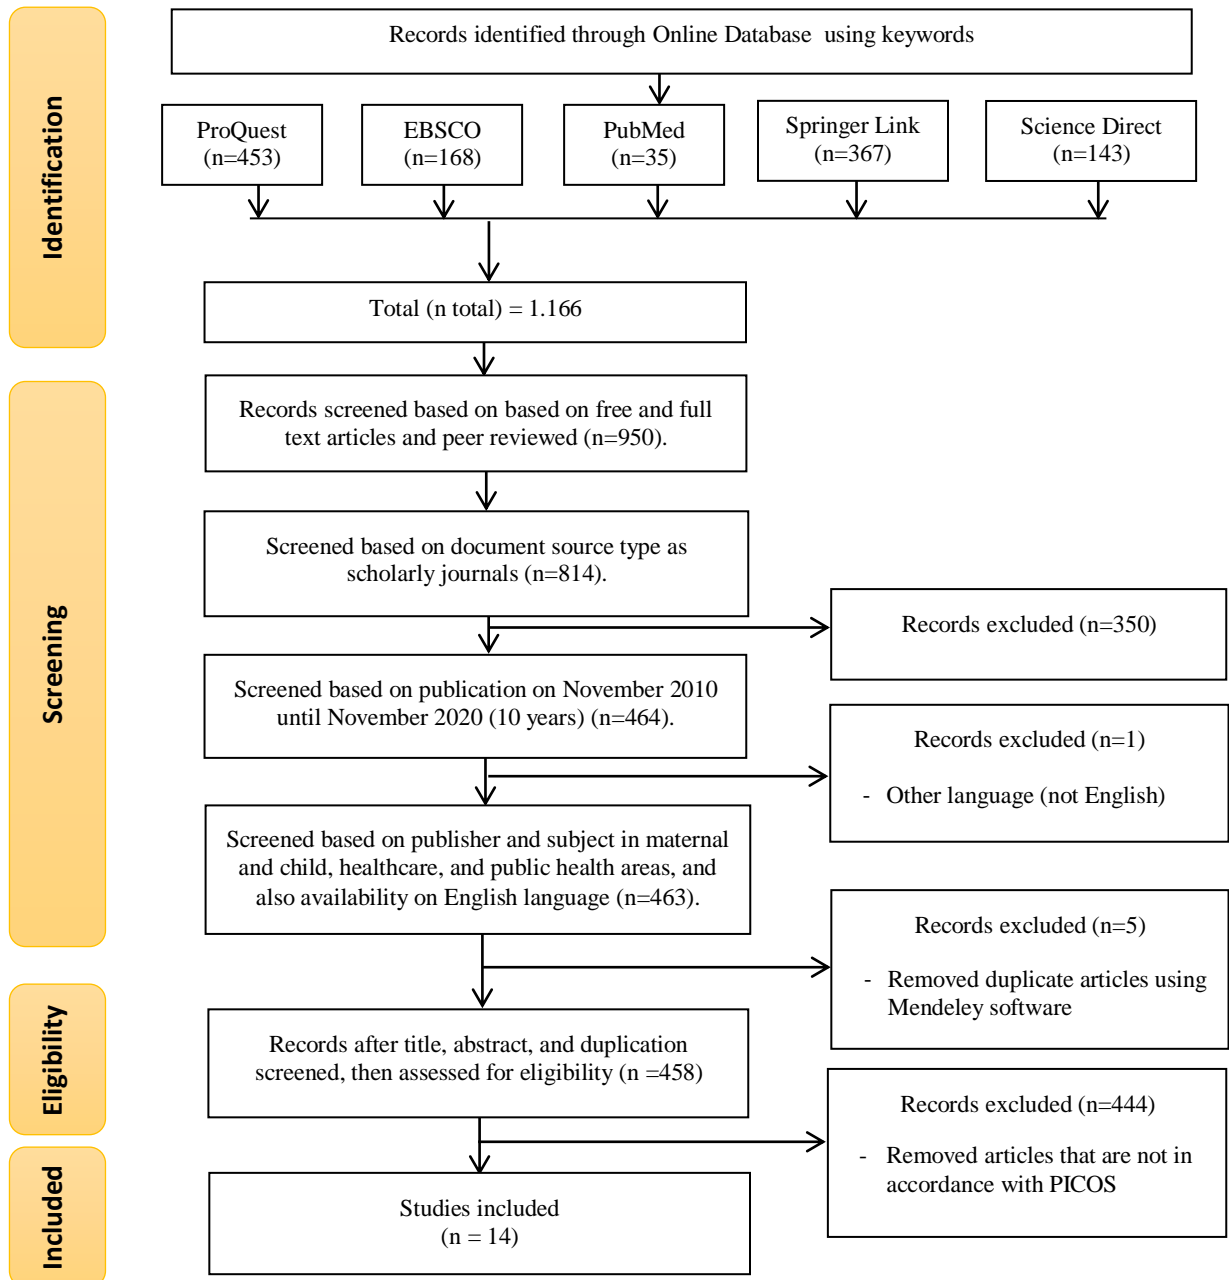 Identification
Records identified through Online Database using keywords
ProQuest
(n=453)
EBSCO
(n=168)
PubMed
(n=35)
Springer Link
(n=367)
Science Direct
(n=143)
Total (n total) = 1.166
Screening
Records screened based on based on free and full
text articles and peer reviewed (n=950).
Screened based on document source type as
scholarly journals (n=814).
Records excluded (n=350)
Screened based on publication on November 2010
until November 2020 (10 years) (n=464).
Records excluded (n=1)
- Other language (not English)
Screened based on publisher and subject in maternal
and child, healthcare, and public health areas, and
also availability on English language (n=463).
Records excluded (n=5)
- Removed duplicate articles using
Mendeley software
Eligibility
Records after title, abstract, and duplication
screened, then assessed for eligibility (n =458)
Records excluded (n=444)
- Removed articles that are not in
accordance with PICOS
Included
Studies included
(n = 14)